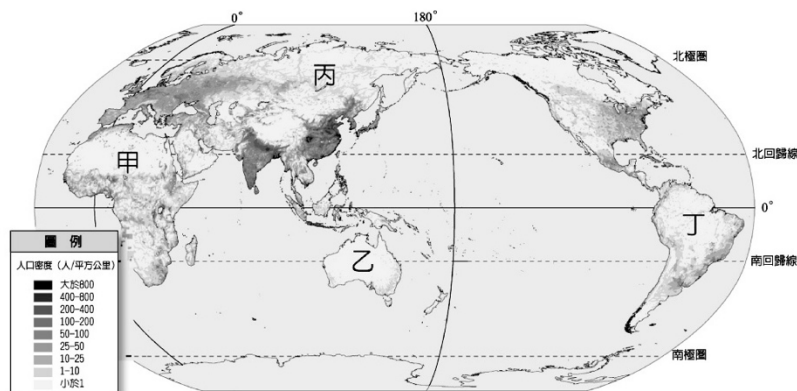 0°
180°
北極圈
丙
北回歸線
甲
0°
丁
乙
南回歸線
南極圈
圖 例
人口密度（人/平方公里）
大於800
400-800
200-400
100-200
50-100
25-50
10-25
1-10
小於1